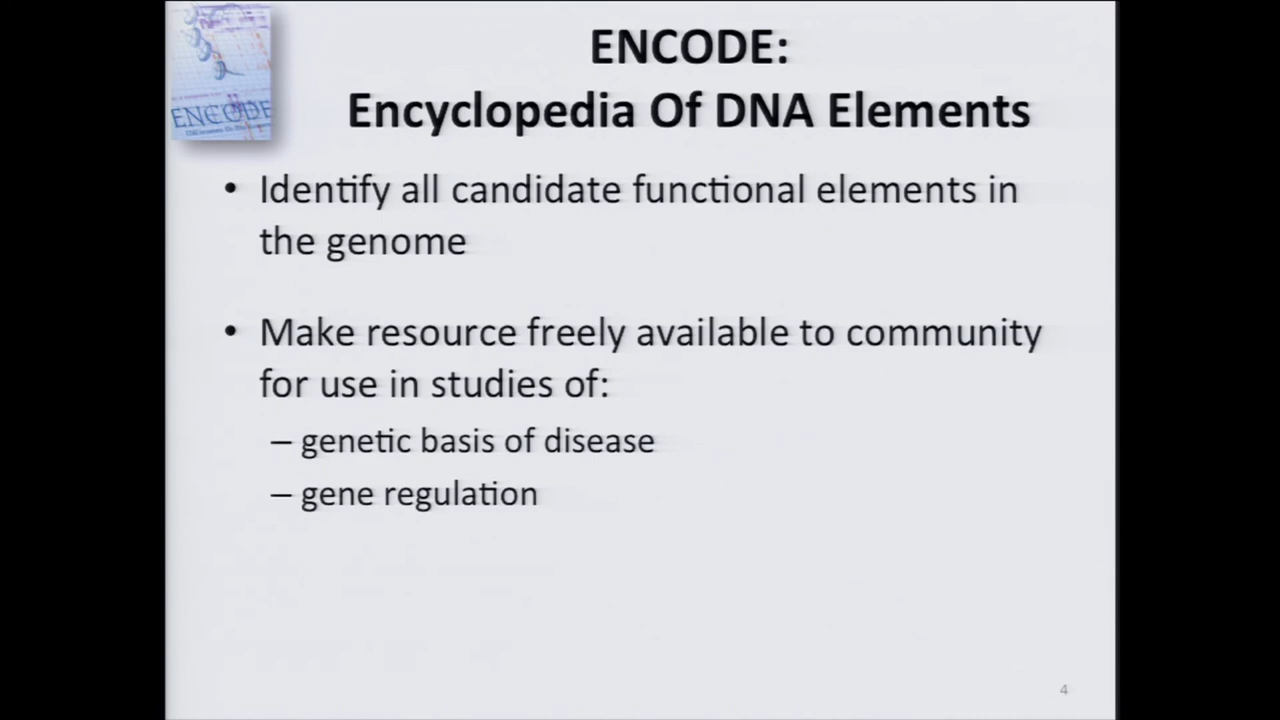 ENCODE:
Encyclopedia Of DNA Elements
ENCODE
• Identify all candidate functional elements in
the genome
• Make resource freely available to community
for use in studies of:
– genetic basis of disease
– gene regulation
4